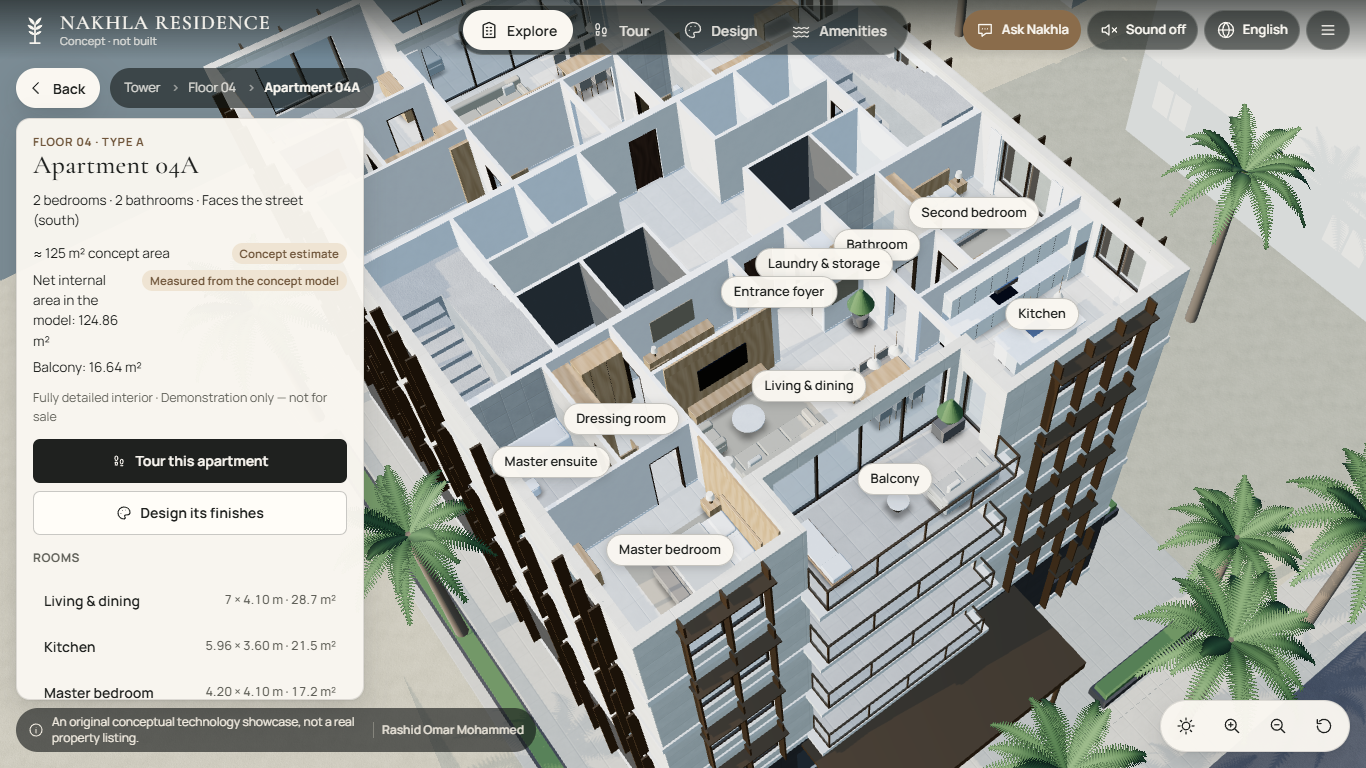 NAKHLA RESIDENCE
Concept · not built
Explore
Tour
Design
Amenities
Ask Nakhla
Sound off
English
Back
Tower > Floor 04 > Apartment 04A
FLOOR 04 · TYPE A
Apartment 04A
2 bedrooms · 2 bathrooms · Faces the street
(south)
≈ 125 m² concept area
Concept estimate
Net internal
area in the
model: 124.86
m²
Measured from the concept model
Balcony: 16.64 m²
Fully detailed interior · Demonstration only — not for
sale
Tour this apartment
Design its finishes
ROOMS
Living & dining 7 × 4.10 m · 28.7 m²
Kitchen 5.96 × 3.60 m · 21.5 m²
Master bedroom 4.20 × 4.10 m · 17.2 m²
An original conceptual technology showcase, not a real
property listing.
Rashid Omar Mohammed
Second bedroom
Bathroom
Laundry & storage
Entrance foyer
Kitchen
Living & dining
Dressing room
Master ensuite
Balcony
Master bedroom